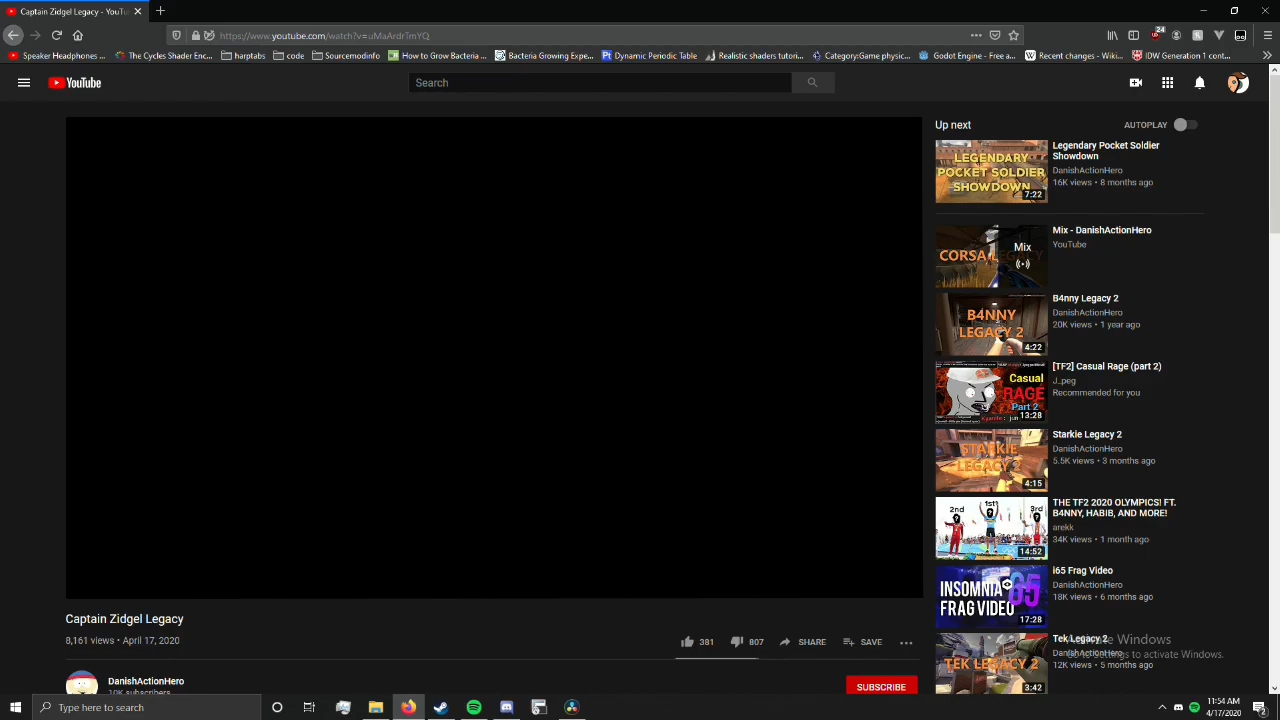 Captain Zidgel Legacy - YouTu
https://www.youtube.com/watch?v=uMaArdrTmYQ
24
Speaker Headphones ...
The Cycles Shader Enc...
harptabs
code
Sourcemodinfo
How to Grow Bacteria ...
Bacteria Growing Expe...
Pt Dynamic Periodic Table
Realistic shaders tutori...
Category:Game physic...
Godot Engine - Free a...
Recent changes - Wiki...
IDW Generation 1 cont...
YouTube
Search
Up next
AUTOPLAY
LEGENDARY
POCKET SOLDIER
SHOWDOWN
7:22
Legendary Pocket Soldier
Showdown
DanishActionHero
16K views • 8 months ago
CORSA LEGACY
Mix
Mix - DanishActionHero
YouTube
B4NNY
LEGACY 2
4:22
B4nny Legacy 2
DanishActionHero
20K views • 1 year ago
Casual
RAGE
Part 2
13:28
[TF2] Casual Rage (part 2)
J_peg
Recommended for you
STARKIE
LEGACY 2
4:15
Starkie Legacy 2
DanishActionHero
5.5K views • 3 months ago
2nd
1st
3rd
14:52
THE TF2 2020 OLYMPICS! FT.
B4NNY, HABIB, AND MORE!
arekk
34K views • 1 month ago
INSOMNIA 65
FRAG VIDEO
17:28
i65 Frag Video
DanishActionHero
18K views • 6 months ago
TEK LEGACY 2
3:42
Tek Legacy 2
DanishActionHero
12K views • 5 months ago
Activate Windows
Go to Settings to activate Windows.
Captain Zidgel Legacy
8,161 views • April 17, 2020
381
807
SHARE
SAVE
DanishActionHero
10K subscribers
SUBSCRIBE
Type here to search
11:54 AM
4/17/2020
2